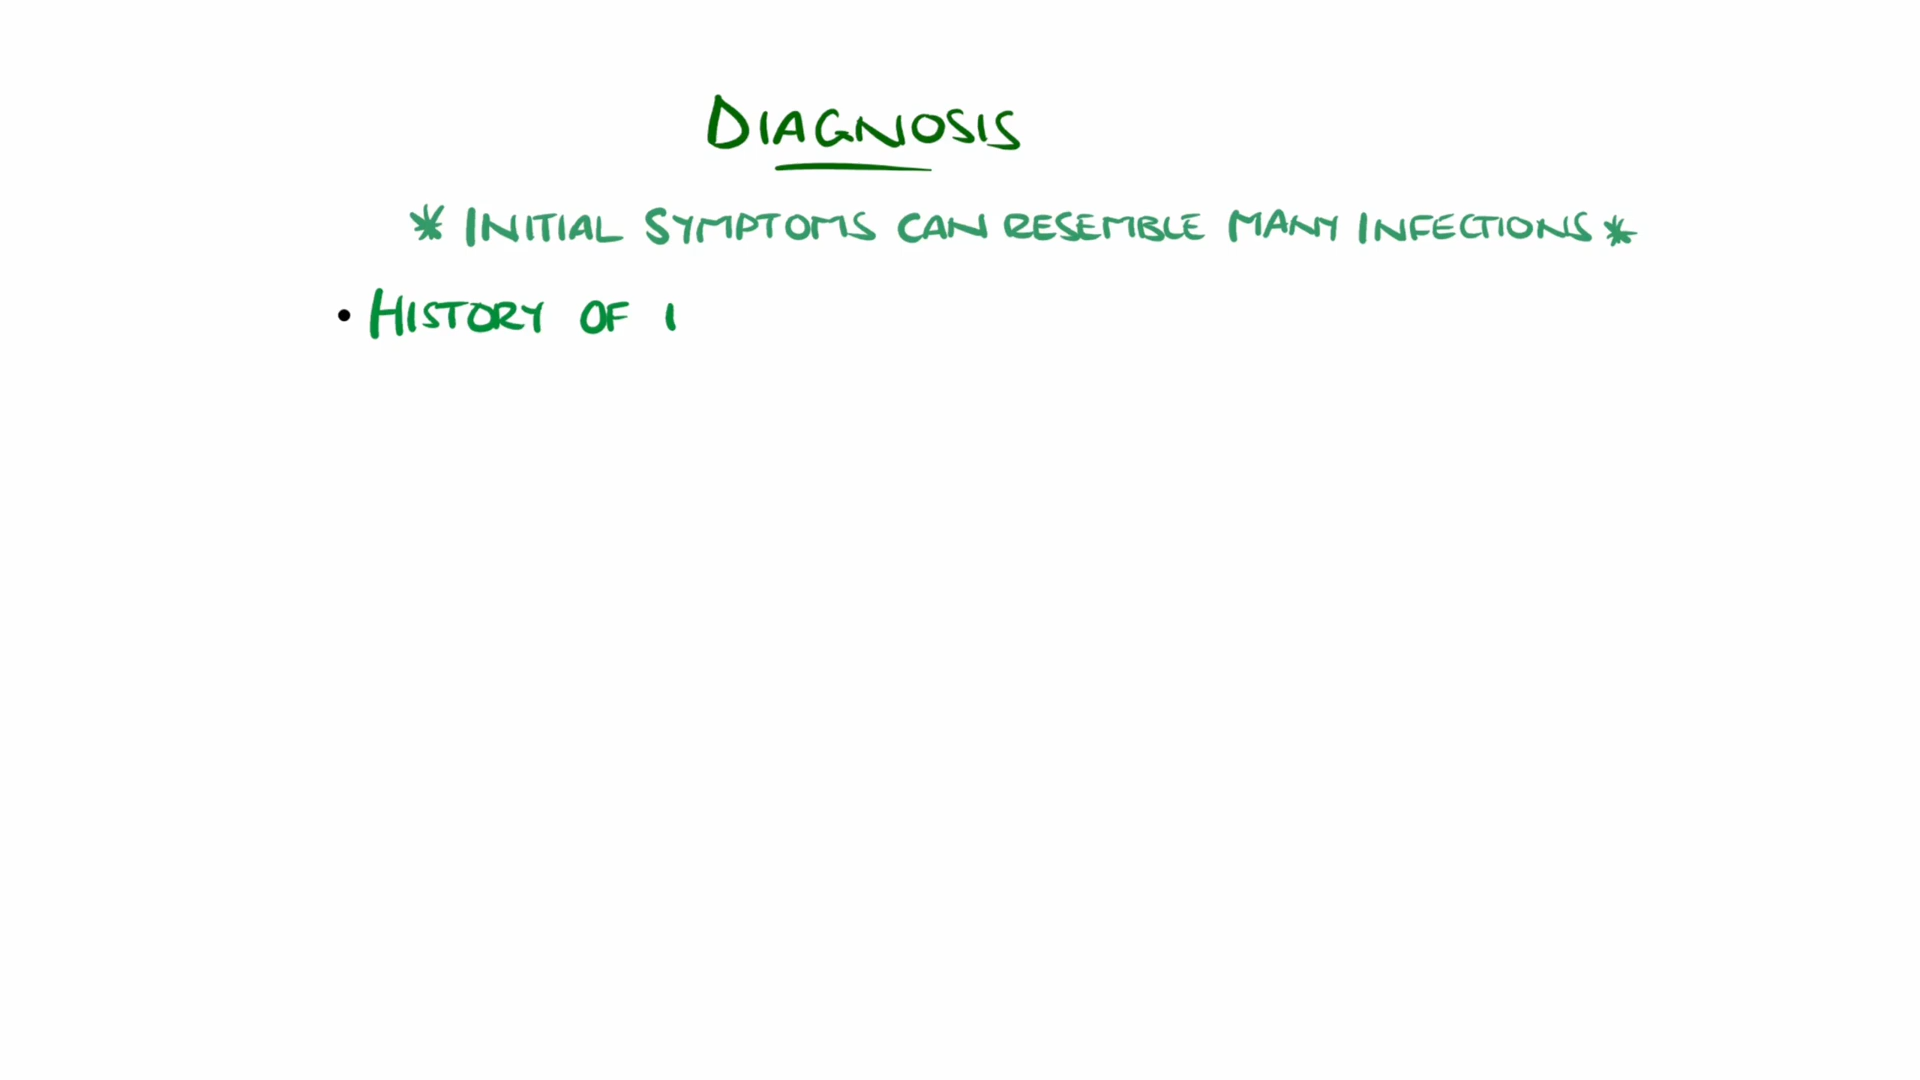 DIAGNOSIS
* INITIAL SYMPTOMS CAN RESEMBLE MANY INFECTIONS *
• HISTORY OF